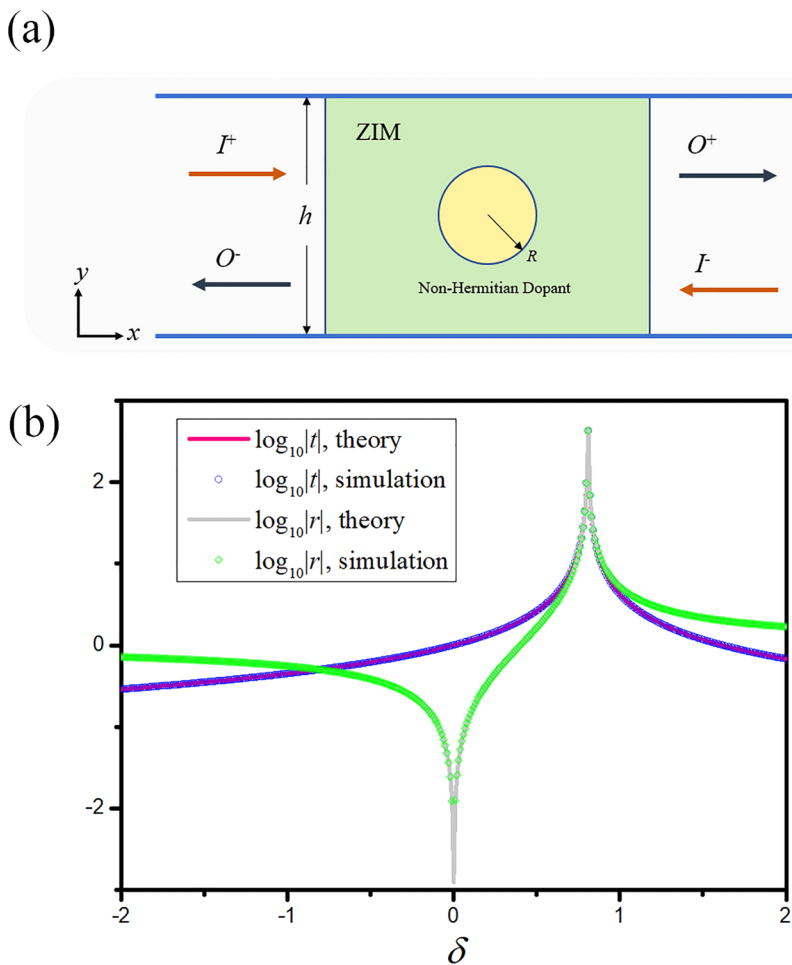 (a)
ZIM
I+
O+
h
R
O-
I-
Non-Hermitian Dopant
y
x
(b)
log10|t|, theory
log10|t|, simulation
log10|r|, theory
log10|r|, simulation
2
0
-2
-2
-1
0
1
2
δ